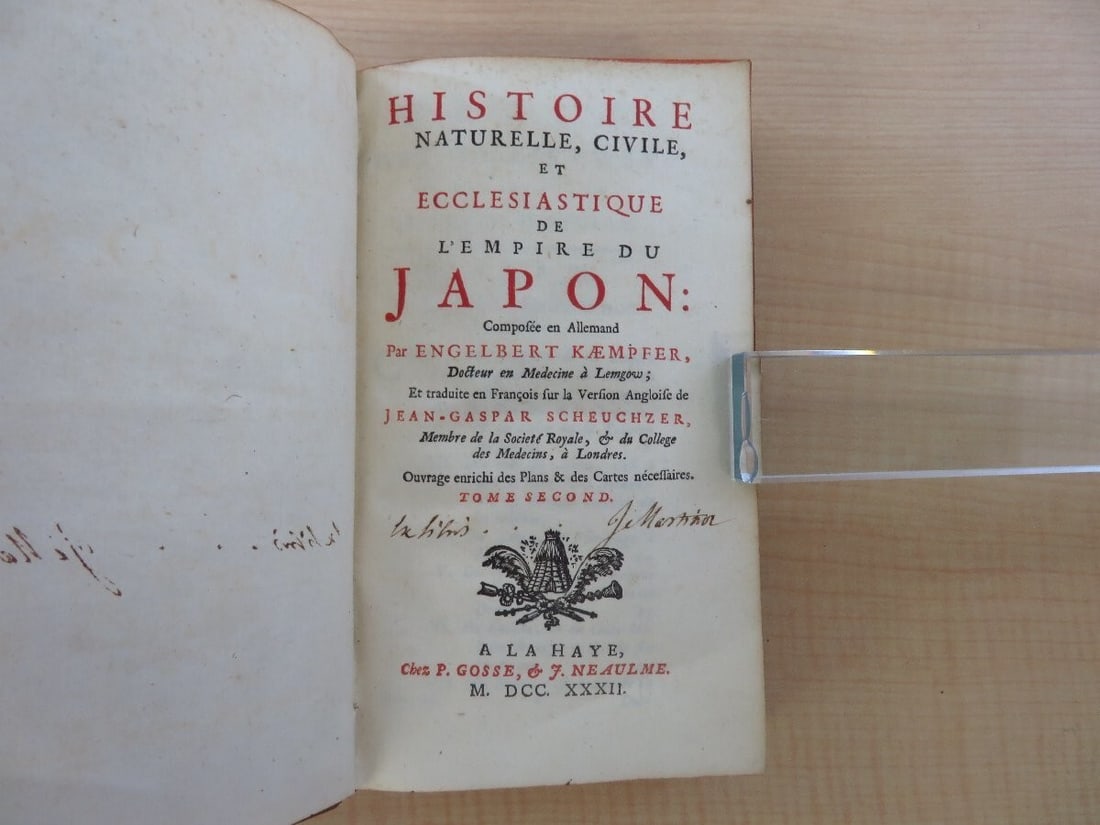 HISTOIRE
NATURELLE, CIVILE,
ET
ECCLESIASTIQUE
DE
L'EMPIRE DU
JAPON:
Compoſée en Allemand
Par ENGELBERT KÆMPFER,
Docteur en Medecine à Lemgow;
Et traduite en François ſur la Verſion Angloiſe de
JEAN-GASPAR SCHEUCHZER,
Membre de la Societé Royale, & du College
des Medecins, à Londres.
Ouvrage enrichi des Plans & des Cartes néceſſaires.
TOME SECOND.
Ex libris
A LA HAYE,
Chez P. GOSSE, & J. NEAULME.
M. DCC. XXXII.